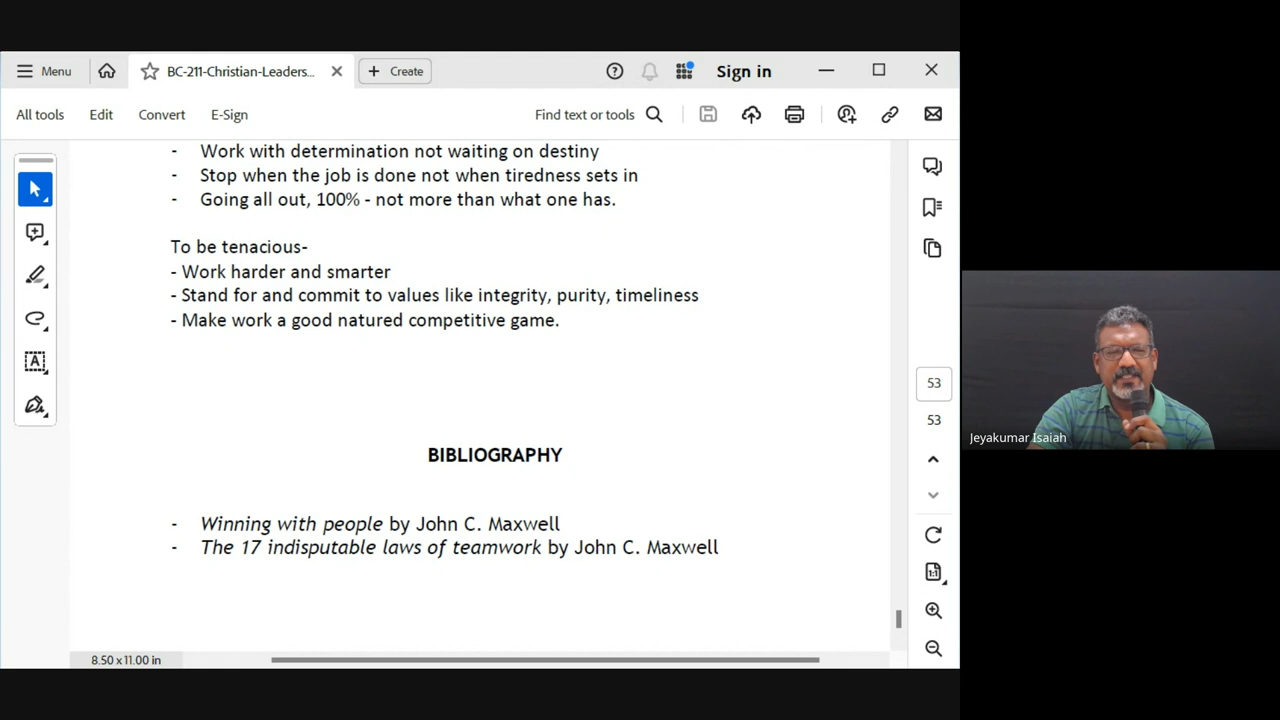 Menu
BC-211-Christian-Leaders...
Create
Sign in
All tools
Edit
Convert
E-Sign
Find text or tools
- Work with determination not waiting on destiny
- Stop when the job is done not when tiredness sets in
- Going all out, 100% - not more than what one has.
To be tenacious-
- Work harder and smarter
- Stand for and commit to values like integrity, purity, timeliness
- Make work a good natured competitive game.
53
53
BIBLIOGRAPHY
- Winning with people by John C. Maxwell
- The 17 indisputable laws of teamwork by John C. Maxwell
8.50 x 11.00 in
Jeyakumar Isaiah